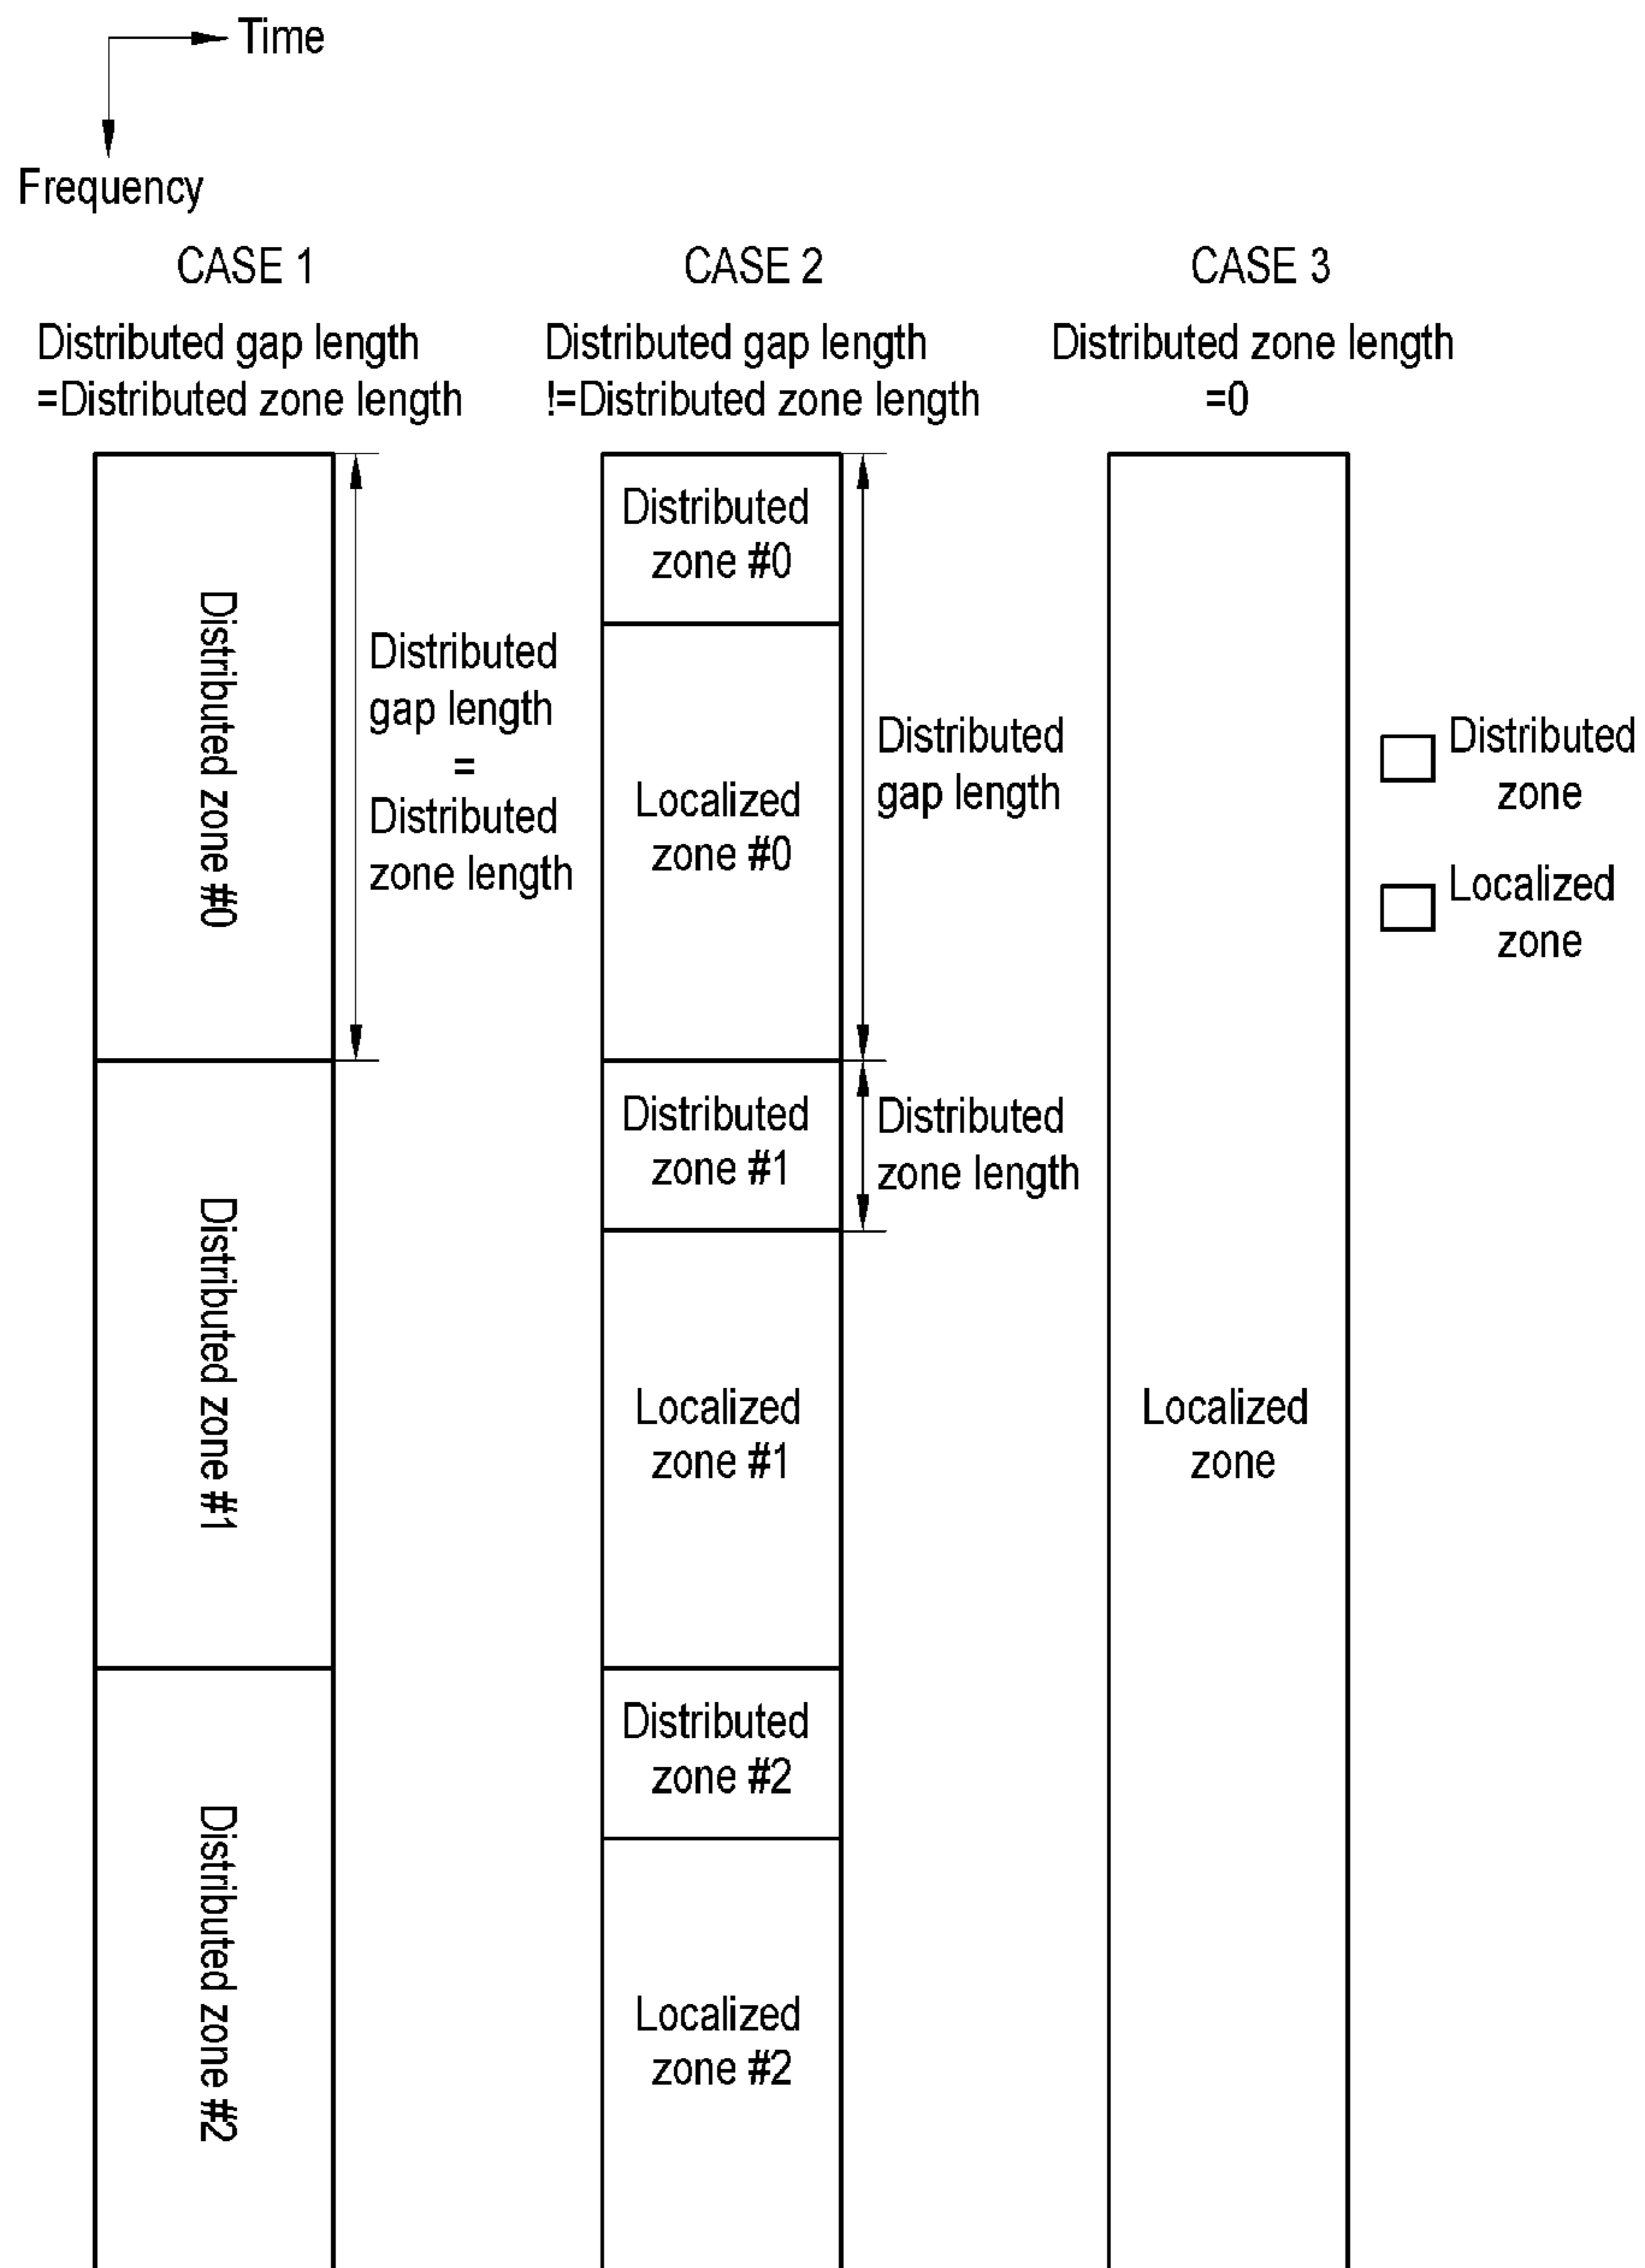 Time
Frequency
CASE 1
Distributed gap length
=Distributed zone length
Distributed zone #0
Distributed
gap length
=
Distributed
zone length
Distributed zone #1
Distributed zone #2
CASE 2
Distributed gap length
!=Distributed zone length
Distributed
zone #0
Localized
zone #0
Distributed
gap length
Distributed
zone #1
Distributed
zone length
Localized
zone #1
Distributed
zone #2
Localized
zone #2
CASE 3
Distributed zone length
=0
Localized
zone
Distributed
zone
Localized
zone